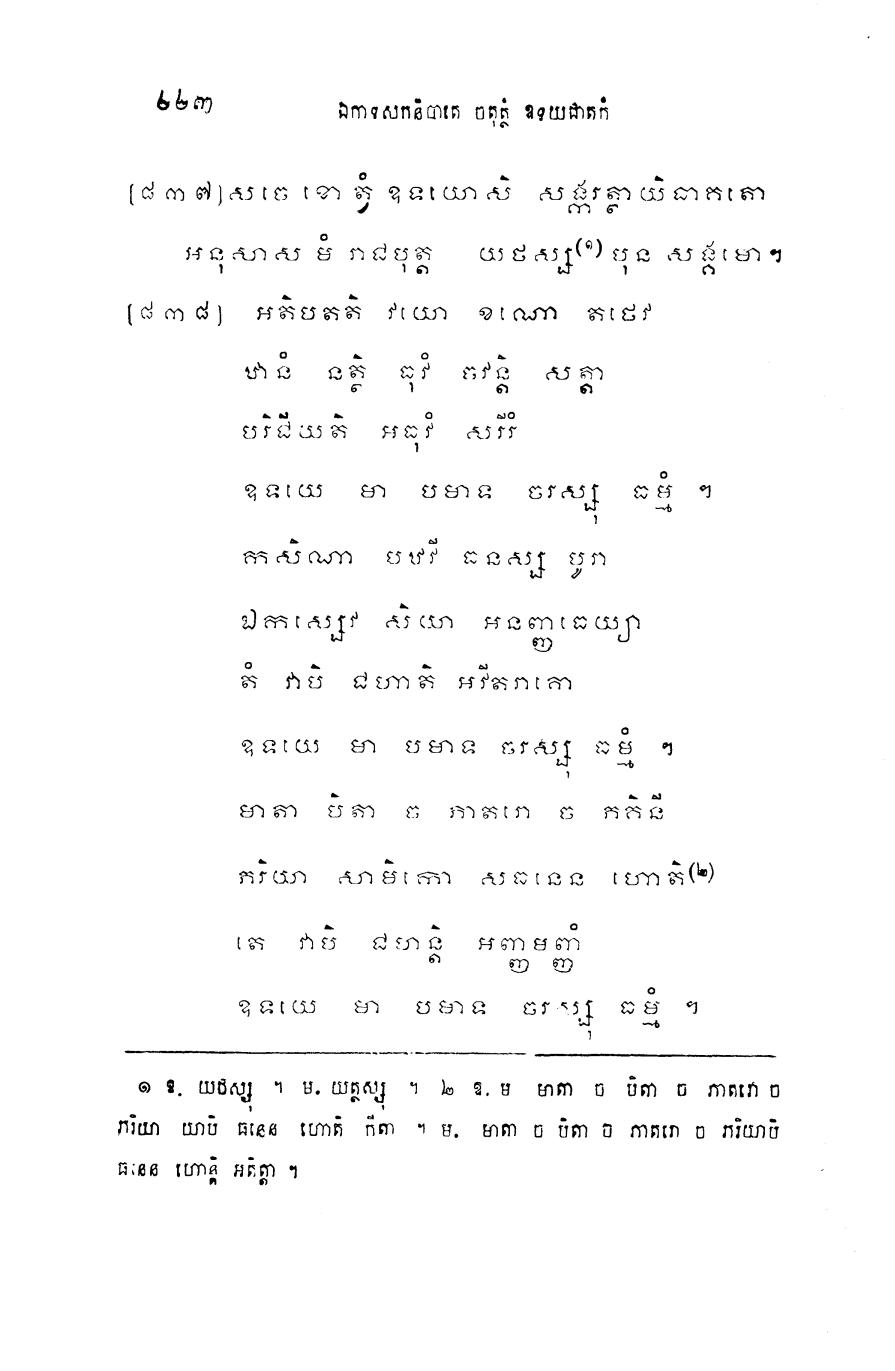 ២២៣ ឯកាទសកនិបាតេ ចតុត្ថំ ឧទយជាតកំ
[៨៣៧] សចេ ខោ ត្វំ ឧទយោសិ សង្ករត្ថាយិធាគតោ
អនុសាស មំ រាជបុត្ត យថស្ស(១) បុន សង្គមោ។
[៨៣៨] អតិបតតិ វយោ ខណោ តថេវ
ឋានំ នត្ថិ ធុវំ ចវន្តិ សត្តា
បរិជីយតិ អធុវំ សរីរំ
ឧទយេ មា បមាទ ចរស្សុ ធម្មំ ។
កសិណា បឋវី ធនស្ស បូរា
ឯកស្សេវ សិយា អនញ្ញធេយ្យា
តំ វាបិ ជហាតិ អវីតរាគោ
ឧទយេ មា បមាទ ចរស្សុ ធម្មំ ។
មាតា បិតា ច ភាតរោ ច ភគិនី
ភរិយា សាមិកោ សធនេន ហោតិ(២)
តេ វាបិ ជហន្តិ អញ្ញមញ្ញំ
ឧទយេ មា បមាទ ចរស្សុ ធម្មំ ។
១ ឱ. យថស្សុ ។ ម. យត្ថស្សុ ។ ២ ឱ. ម មាតា ច បិតា ច ភាតរោ ច
ភរិយា យាបិ ធនេន ហោតិ កីតា ។ ម. មាតា ច បិតា ច ភាតរោ ច ភរិយាបិ
ធនេន ហោន្តិ អតិត្តា ។